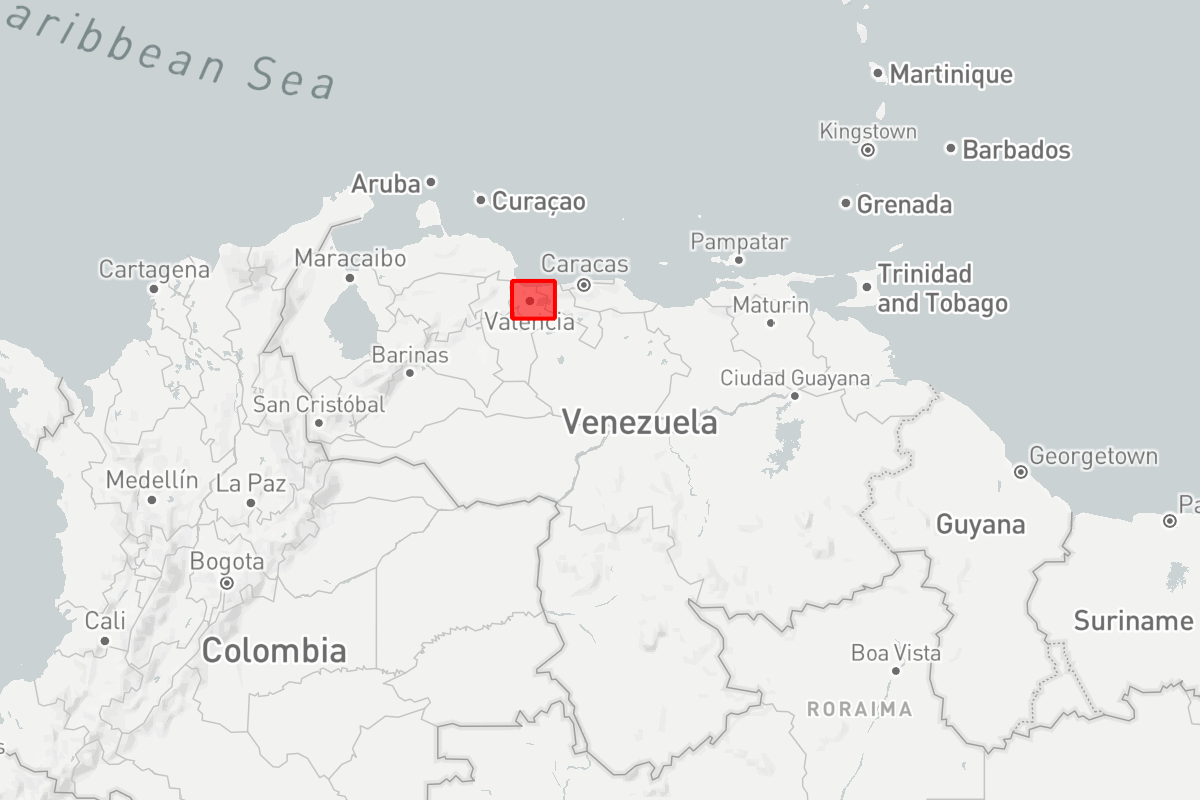 aribbean Sea
Martinique
Kingstown
Barbados
Aruba
Curaçao
Grenada
Pampatar
Maracaibo
Caracas
Cartagena
Trinidad
and Tobago
Maturin
Valencia
Barinas
Ciudad Guayana
San Cristóbal
Venezuela
Georgetown
Medellín
La Paz
Pa
Guyana
Bogota
Cali
Suriname
Colombia
Boa Vista
RORAIMA
s